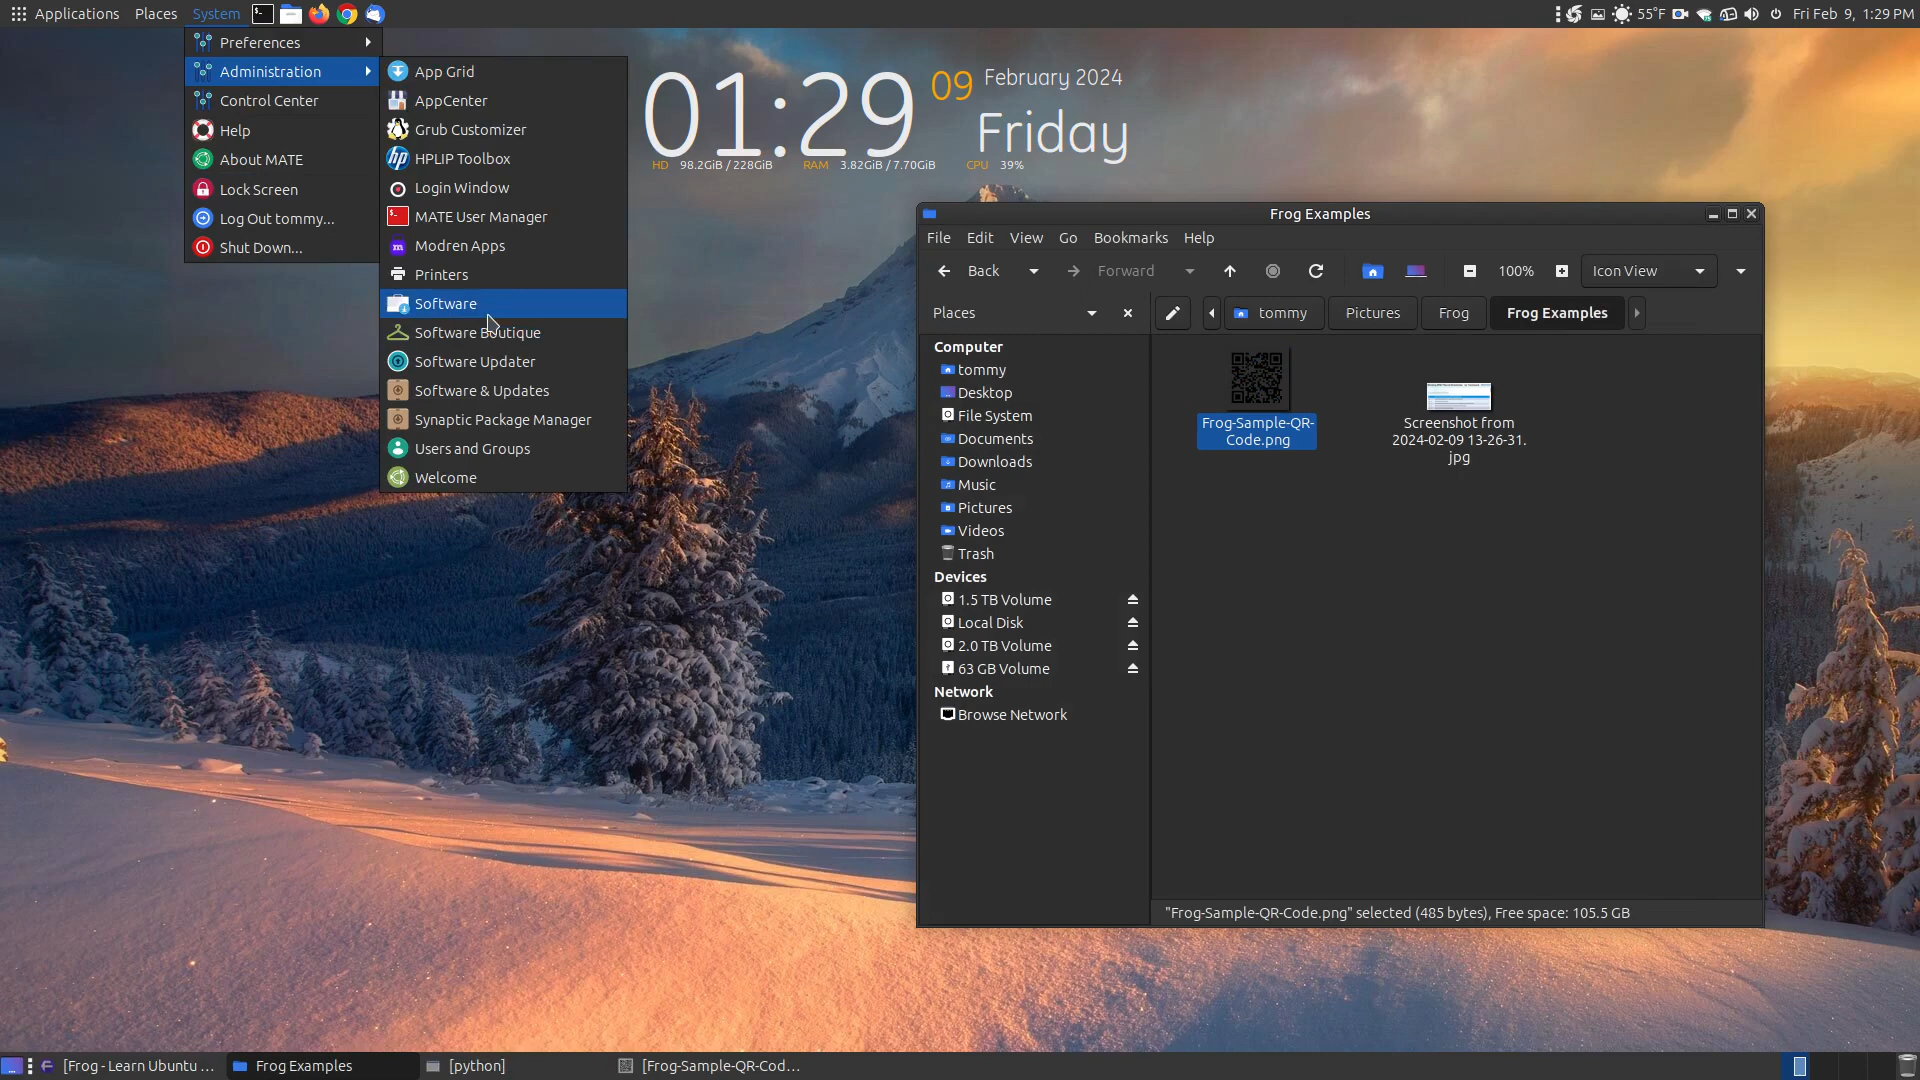 Applications Places System 55°F Fri Feb 9, 1:29 PM
Preferences
Administration
Control Center
Help
About MATE
Lock Screen
Log Out tommy...
Shut Down...
App Grid
AppCenter
Grub Customizer
HPLIP Toolbox
Login Window
MATE User Manager
Modren Apps
Printers
Software
Software Boutique
Software Updater
Software & Updates
Synaptic Package Manager
Users and Groups
Welcome
01:29 09 February 2024
Friday
HD 98.2GiB / 228GiB RAM 3.82GiB / 7.70GiB CPU 39%
Frog Examples
File Edit View Go Bookmarks Help
Back Forward 100% Icon View
Places tommy Pictures Frog Frog Examples
Computer
tommy
Desktop
File System
Documents
Downloads
Music
Pictures
Videos
Trash
Devices
1.5 TB Volume
Local Disk
2.0 TB Volume
63 GB Volume
Network
Browse Network
Frog-Sample-QR-
Code.png
Screenshot from
2024-02-09 13-26-31.
jpg
"Frog-Sample-QR-Code.png" selected (485 bytes), Free space: 105.5 GB
[Frog - Learn Ubuntu ... Frog Examples [python] [Frog-Sample-QR-Cod...